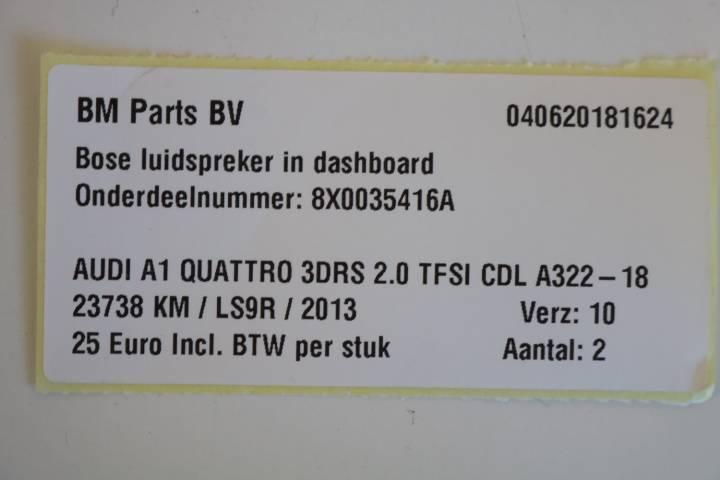 BM Parts BV 040620181624
Bose luidspreker in dashboard
Onderdeelnummer: 8X0035416A
AUDI A1 QUATTRO 3DRS 2.0 TFSI CDL A322-18
23738 KM / LS9R / 2013 Verz: 10
25 Euro Incl. BTW per stuk Aantal: 2